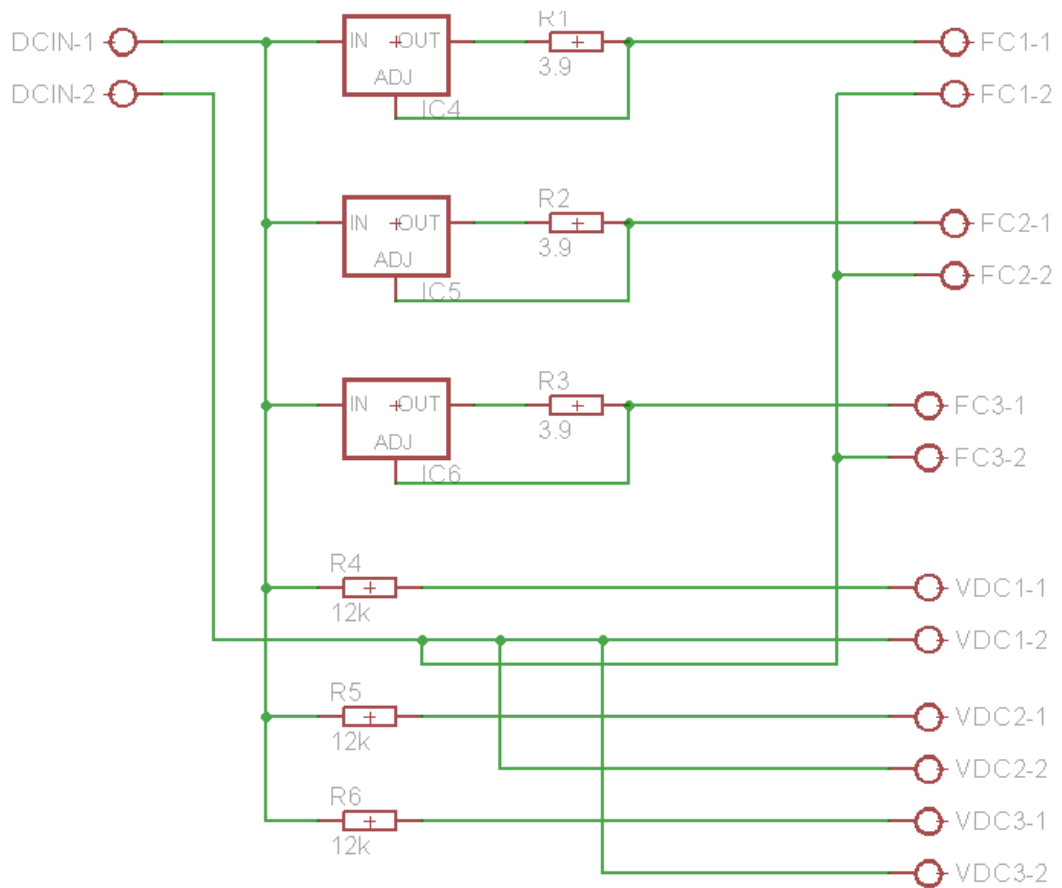 R1
DCIN-1
IN
OUT
FC1-1
3.9
ADJ
DCIN-2
IC4
FC1-2
R2
IN
OUT
FC2-1
3.9
ADJ
FC2-2
IC5
R3
IN
OUT
FC3-1
3.9
ADJ
FC3-2
IC6
R4
VDC1-1
12k
VDC1-2
R5
VDC2-1
12k
VDC2-2
R6
VDC3-1
12k
VDC3-2